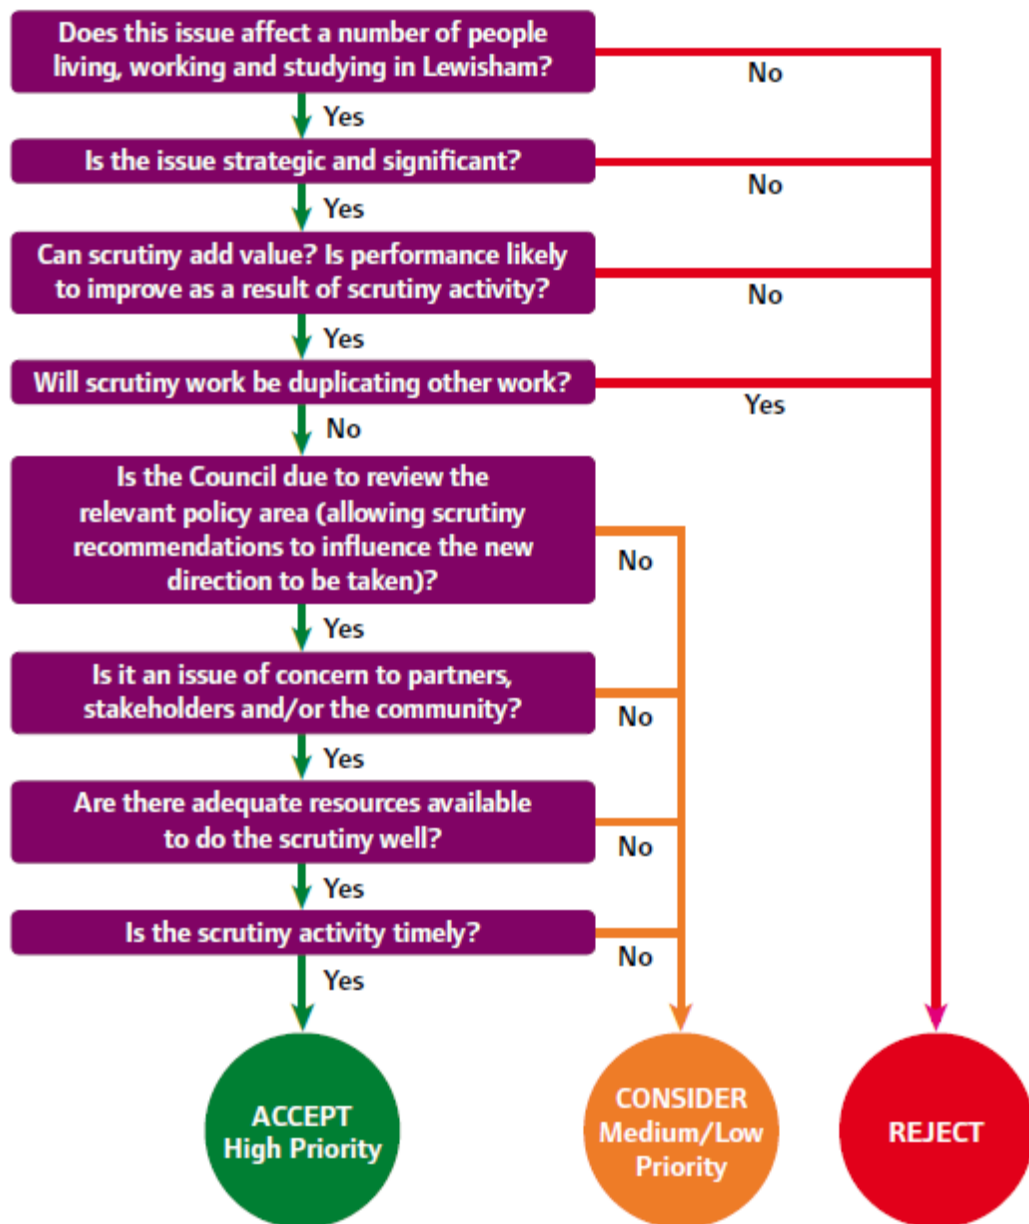 Does this issue affect a number of people
living, working and studying in Lewisham?
No
Yes
Is the issue strategic and significant?
No
Yes
Can scrutiny add value? Is performance likely
to improve as a result of scrutiny activity?
No
Yes
Will scrutiny work be duplicating other work?
Yes
No
Is the Council due to review the
relevant policy area (allowing scrutiny
recommendations to influence the new
direction to be taken)?
No
Yes
Is it an issue of concern to partners,
stakeholders and/or the community?
No
Yes
Are there adequate resources available
to do the scrutiny well?
No
Yes
Is the scrutiny activity timely?
No
Yes
ACCEPT
High Priority
CONSIDER
Medium/Low
Priority
REJECT